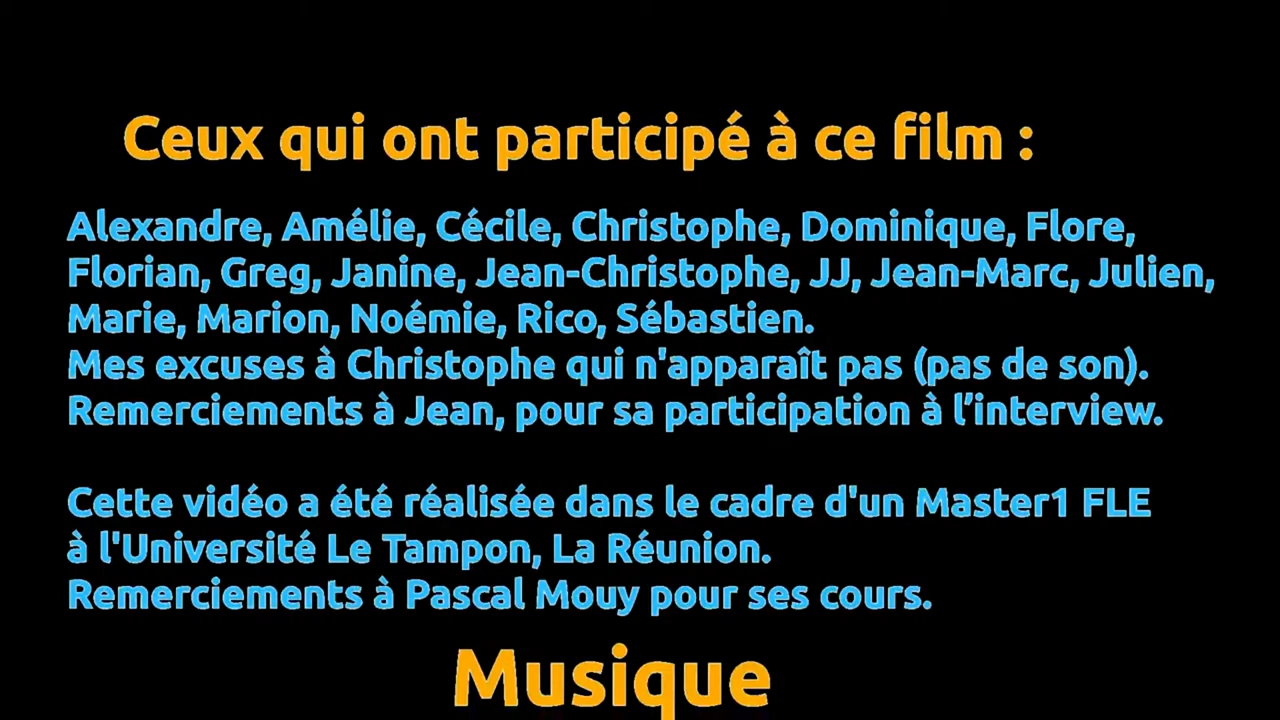 Ceux qui ont participé à ce film :
Alexandre, Amélie, Cécile, Christophe, Dominique, Flore,
Florian, Greg, Janine, Jean-Christophe, JJ, Jean-Marc, Julien,
Marie, Marion, Noémie, Rico, Sébastien.
Mes excuses à Christophe qui n'apparaît pas (pas de son).
Remerciements à Jean, pour sa participation à l’interview.
Cette vidéo a été réalisée dans le cadre d'un Master1 FLE
à l'Université Le Tampon, La Réunion.
Remerciements à Pascal Mouy pour ses cours.
Musique